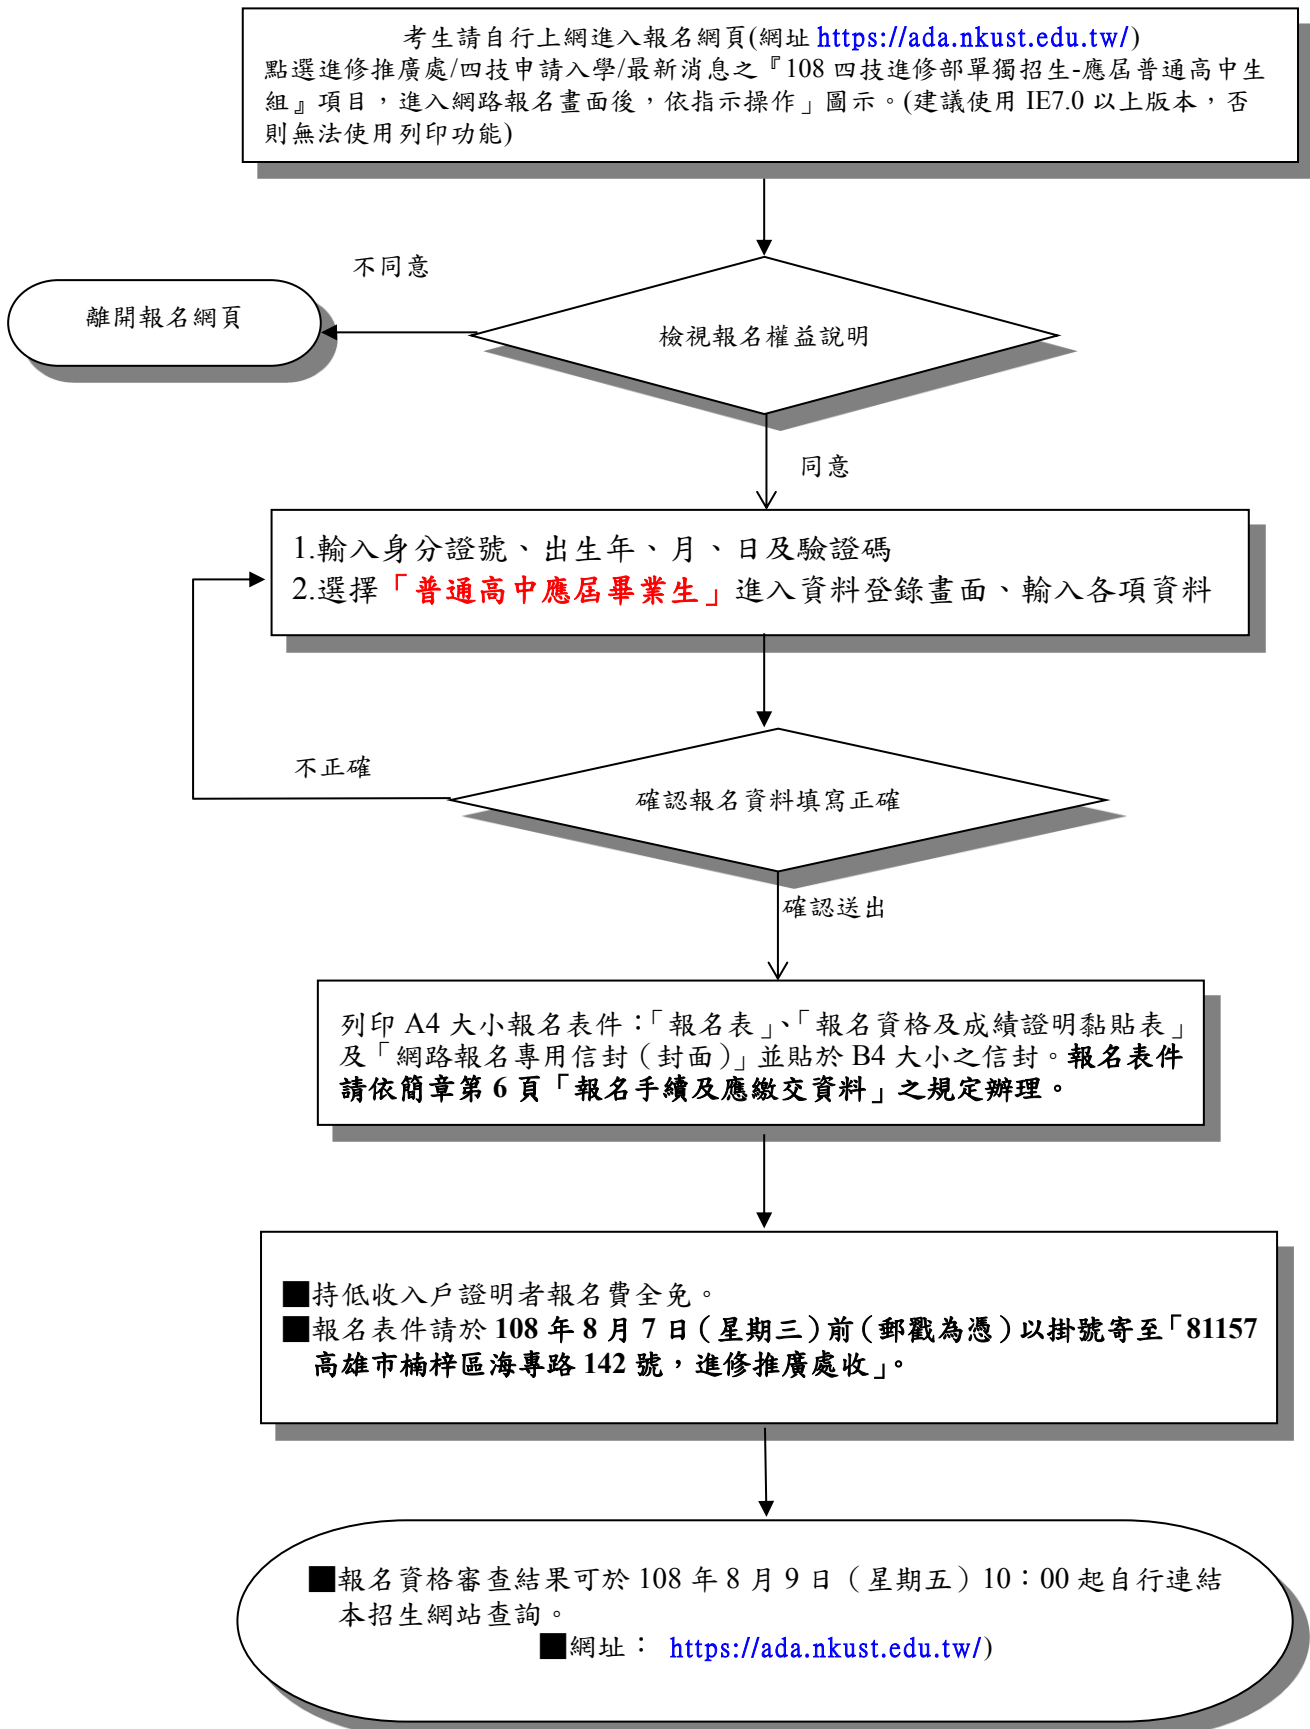 考生請自行上網進入報名網頁(網址 https://ada.nkust.edu.tw/)
點選進修推廣處/四技申請入學/最新消息之『108 四技進修部單獨招生-應屆普通高中生
組』項目，進入網路報名畫面後，依指示操作」圖示。(建議使用 IE7.0 以上版本，否
則無法使用列印功能)
不同意
離開報名網頁
檢視報名權益說明
同意
1.輸入身分證號、出生年、月、日及驗證碼
2.選擇「普通高中應屆畢業生」進入資料登錄畫面、輸入各項資料
不正確
確認報名資料填寫正確
確認送出
列印 A4 大小報名表件：「報名表」、「報名資格及成績證明黏貼表」
及「網路報名專用信封（封面）」並貼於 B4 大小之信封。報名表件
請依簡章第 6 頁「報名手續及應繳交資料」之規定辦理。
■持低收入戶證明者報名費全免。
■報名表件請於 108 年 8 月 7 日（星期三）前（郵戳為憑）以掛號寄至「81157
高雄市楠梓區海專路 142 號，進修推廣處收」。
■報名資格審查結果可於 108 年 8 月 9 日（星期五）10：00 起自行連結
本招生網站查詢。
■網址： https://ada.nkust.edu.tw/)